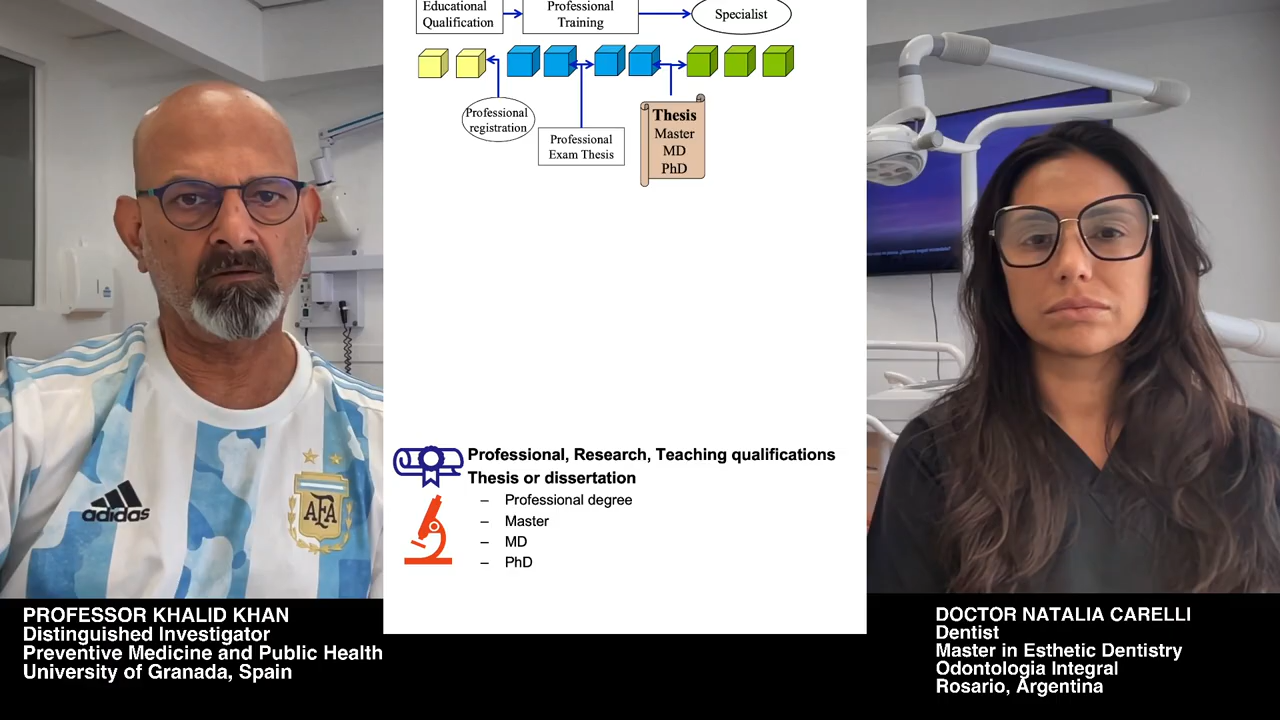 Educational
Qualification
Professional
Training
Specialist
Professional
registration
Professional
Exam Thesis
Thesis
Master
MD
PhD
Professional, Research, Teaching qualifications
Thesis or dissertation
– Professional degree
– Master
– MD
– PhD
adidas
AFA
PROFESSOR KHALID KHAN
Distinguished Investigator
Preventive Medicine and Public Health
University of Granada, Spain
DOCTOR NATALIA CARELLI
Dentist
Master in Esthetic Dentistry
Odontologia Integral
Rosario, Argentina